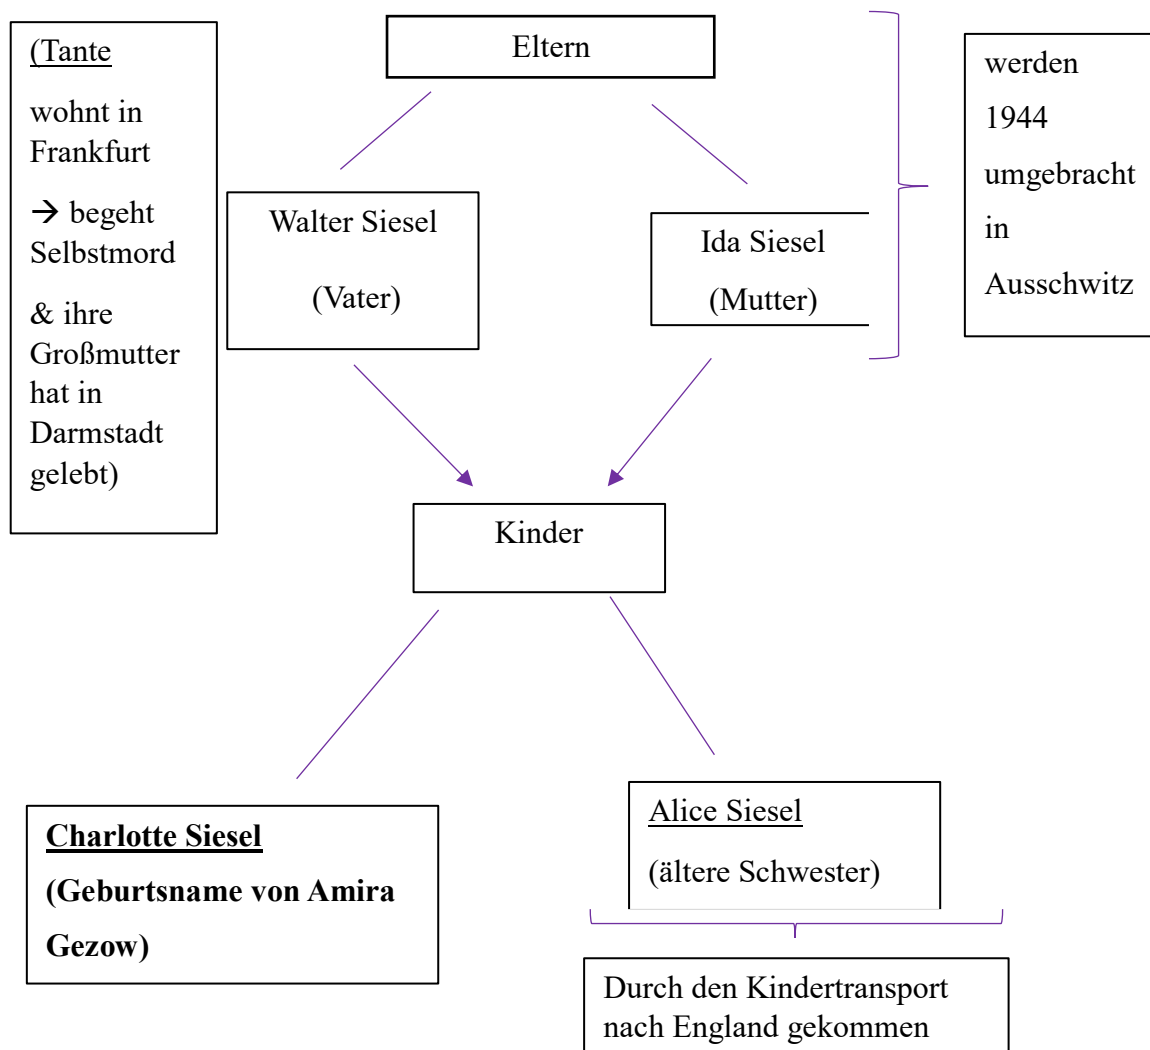 Eltern
(Tante
wohnt in
Frankfurt
→ begeht
Selbstmord
& ihre
Großmutter
hat in
Darmstadt
gelebt)
Walter Siesel
(Vater)
Ida Siesel
(Mutter)
werden
1944
umgebracht
in
Ausschwitz
Kinder
Charlotte Siesel
(Geburtsname von Amira
Gezow)
Alice Siesel
(ältere Schwester)
Durch den Kindertransport
nach England gekommen